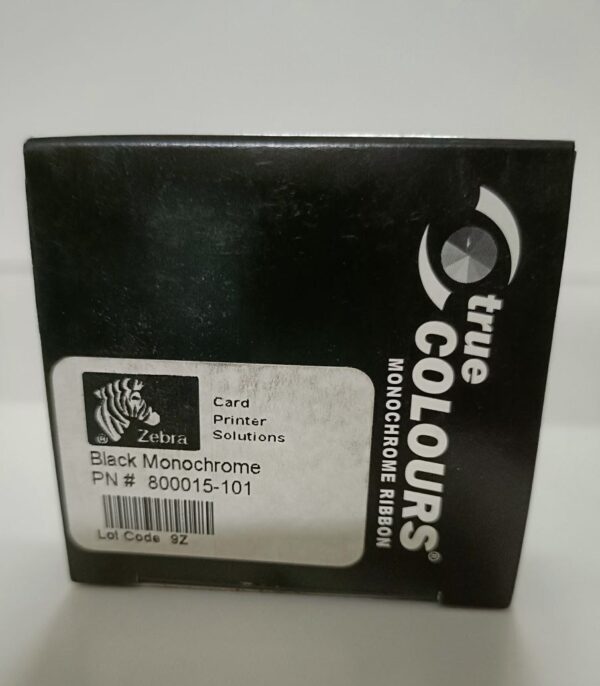 true
COLOURS®
MONOCHROME RIBBON
® Zebra
Card
Printer
Solutions
Black Monochrome
PN # 800015-101
Lot Code 9Z